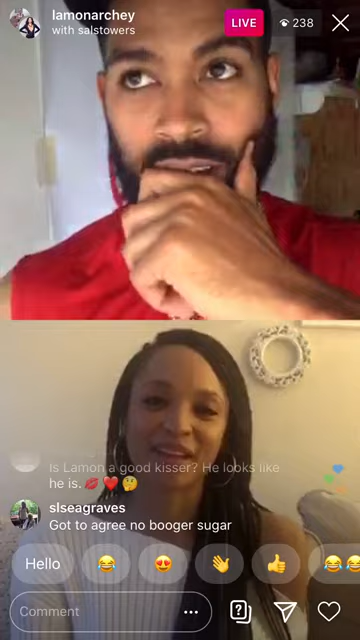 lamonarchey
with salstowers
LIVE
238
Is Lamon a good kisser? He looks like
he is.💋❤️🤔
slseagraves
Got to agree no booger sugar
Hello 😂 😍 👋 👍 😂😂
Comment